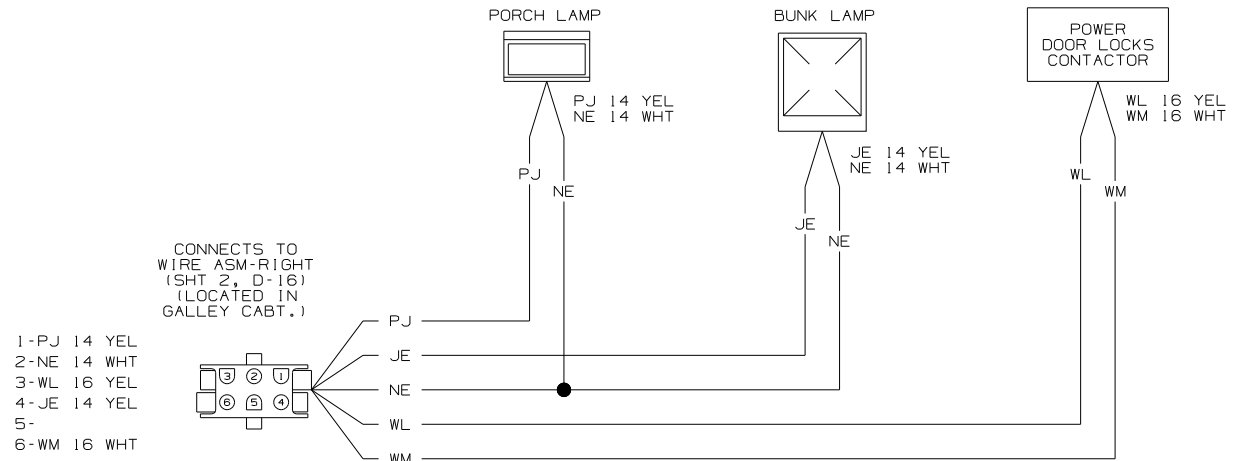 PORCH LAMP
BUNK LAMP
POWER
DOOR LOCKS
CONTACTOR
PJ 14 YEL
NE 14 WHT
JE 14 YEL
NE 14 WHT
WL 16 YEL
WM 16 WHT
PJ
NE
JE
NE
WL
WM
CONNECTS TO
WIRE ASM-RIGHT
(SHT 2, D-16)
(LOCATED IN
GALLEY CABT.)
1-PJ 14 YEL
2-NE 14 WHT
3-WL 16 YEL
4-JE 14 YEL
5-
6-WM 16 WHT
3 2 1
6 5 4
PJ
JE
NE
WL
WM